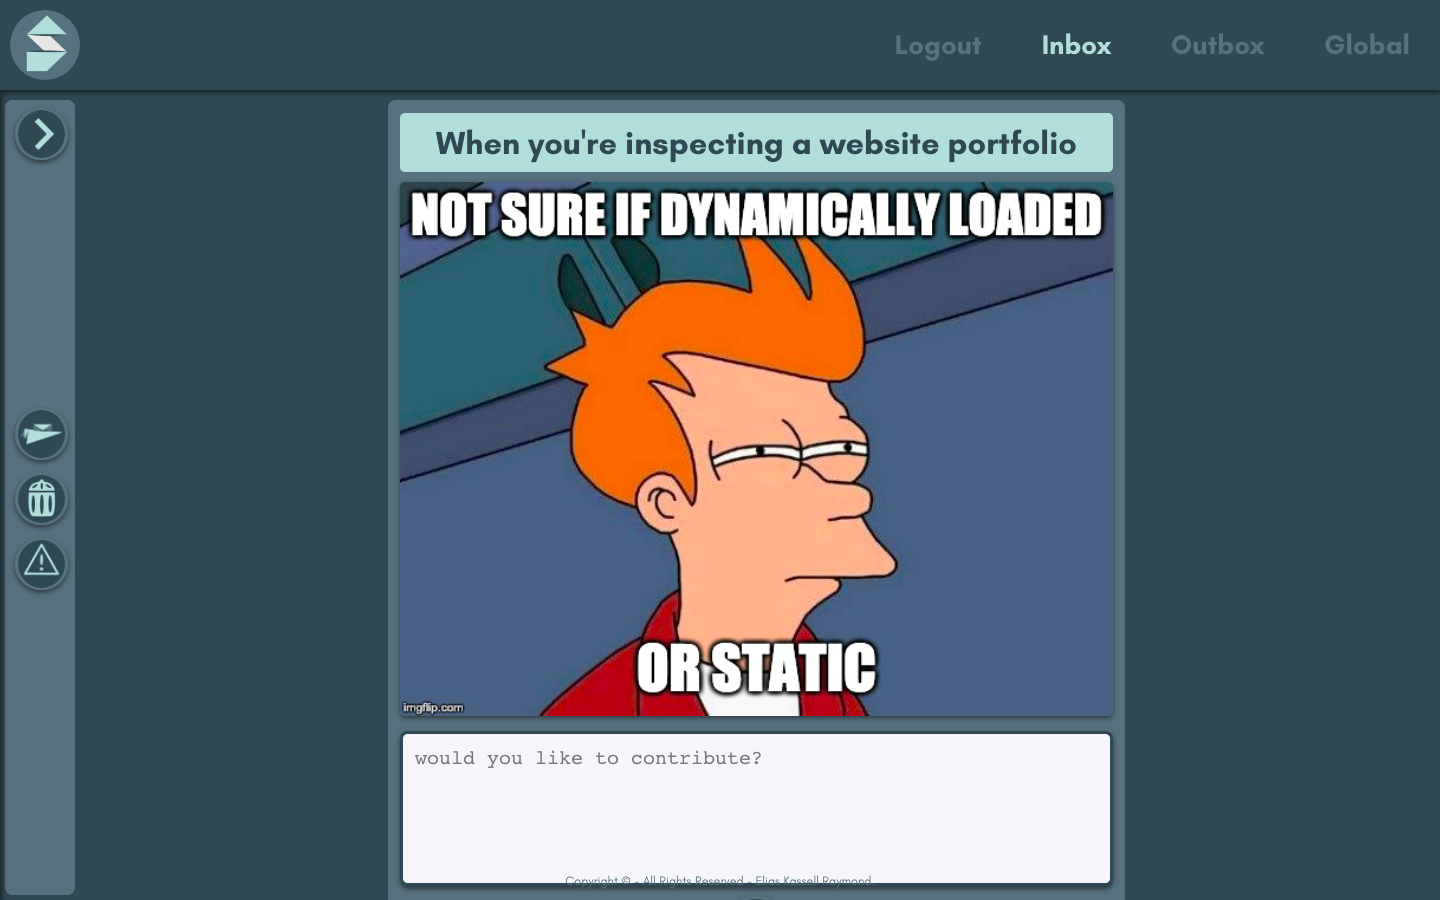 Logout Inbox Outbox Global
When you're inspecting a website portfolio
NOT SURE IF DYNAMICALLY LOADED
OR STATIC
imgflip.com
would you like to contribute?
Copyright © - All Rights Reserved - Elias Kassell Raymond.